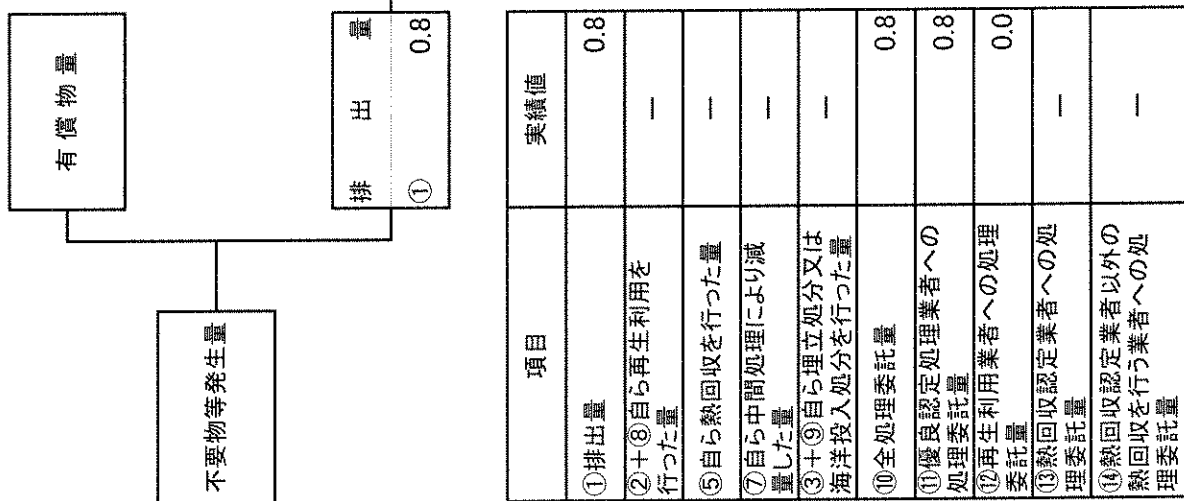 不要物等発生量
有償物量
排出量
① 0.8
項目 実績値
①排出量 0.8
②+⑧自ら再生利用を
行った量 —
⑤自ら熱回収を行った量 —
⑦自ら中間処理により減
量した量 —
③+⑨自ら埋立処分又は
海洋投入処分を行った量 —
⑩全処理委託量 0.8
⑪優良認定処理業者への
処理委託量 0.8
⑫再生利用業者への処理
委託量 0.0
⑬熱回収認定業者への処
理委託量 —
⑭熱回収認定業者以外の
熱回収を行う業者への処
理委託量 —